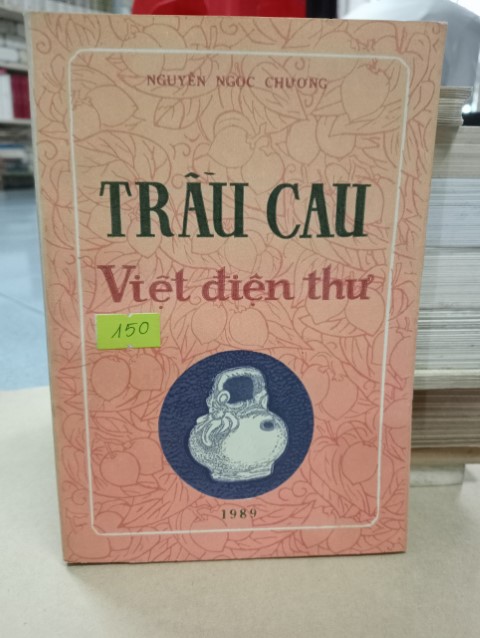 NGUYỄN NGỌC CHƯƠNG
TRẦU CAU
Việt điện thư
150
1989